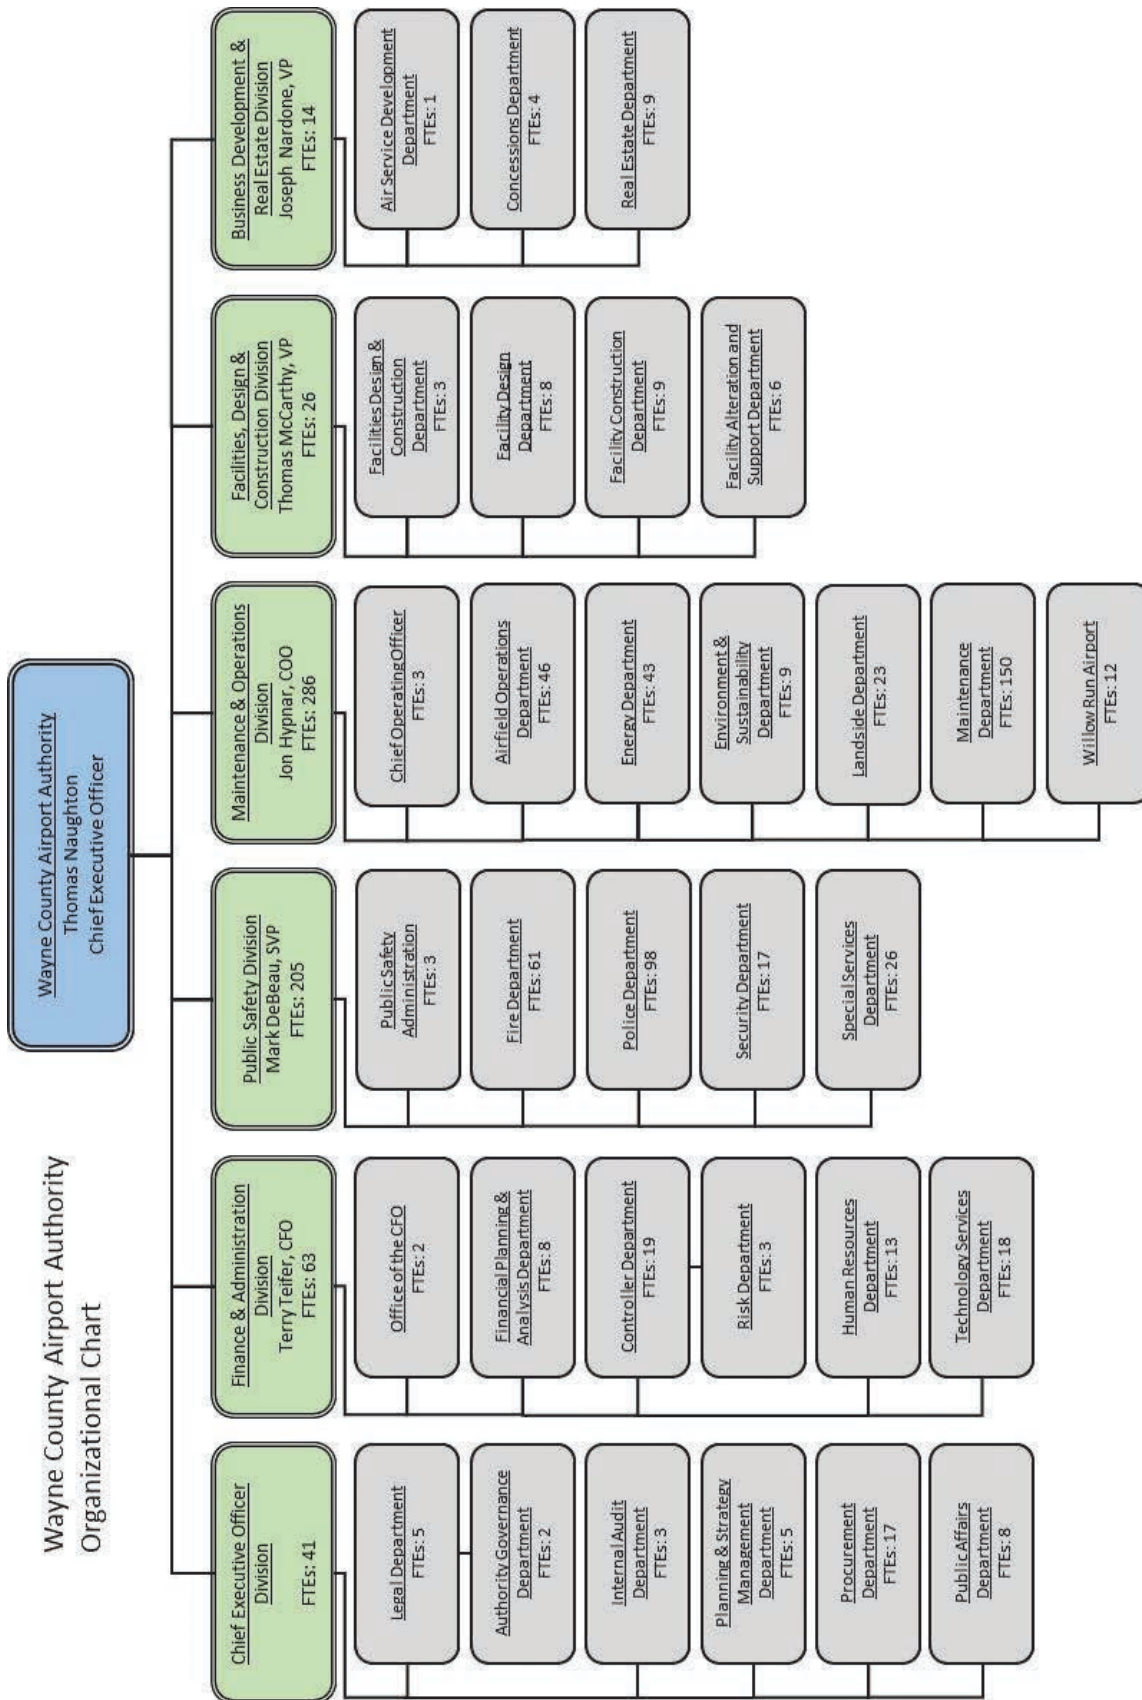 Wayne County Airport Authority
Organizational Chart
Wayne County Airport Authority
Thomas Naughton
Chief Executive Officer
Chief Executive Officer
Division
FTEs: 41
Legal Department
FTEs: 5
Authority Governance
Department
FTEs: 2
Internal Audit
Department
FTEs: 3
Planning & Strategy
Management
Department
FTEs: 5
Procurement
Department
FTEs: 17
Public Affairs
Department
FTEs: 8
Finance & Administration
Division
Terry Teifer, CFO
FTEs: 63
Office of the CFO
FTEs: 2
Financial Planning &
Analysis Department
FTEs: 8
Controller Department
FTEs: 19
Risk Department
FTEs: 3
Human Resources
Department
FTEs: 13
Technology Services
Department
FTEs: 18
Public Safety Division
Mark DeBeau, SVP
FTEs: 205
Public Safety
Administration
FTEs: 3
Fire Department
FTEs: 61
Police Department
FTEs: 98
Security Department
FTEs: 17
Special Services
Department
FTEs: 26
Maintenance & Operations
Division
Jon Hypnar, COO
FTEs: 286
Chief Operating Officer
FTEs: 3
Airfield Operations
Department
FTEs: 46
Energy Department
FTEs: 43
Environment &
Sustainability
Department
FTEs: 9
Landside Department
FTEs: 23
Maintenance
Department
FTEs: 150
Willow Run Airport
FTEs: 12
Facilities, Design &
Construction Division
Thomas McCarthy, VP
FTEs: 26
Facilities Design &
Construction
Department
FTEs: 3
Facility Design
Department
FTEs: 8
Facility Construction
Department
FTEs: 9
Facility Alteration and
Support Department
FTEs: 6
Business Development &
Real Estate Division
Joseph Nardone, VP
FTEs: 14
Air Service Development
Department
FTEs: 1
Concessions Department
FTEs: 4
Real Estate Department
FTEs: 9